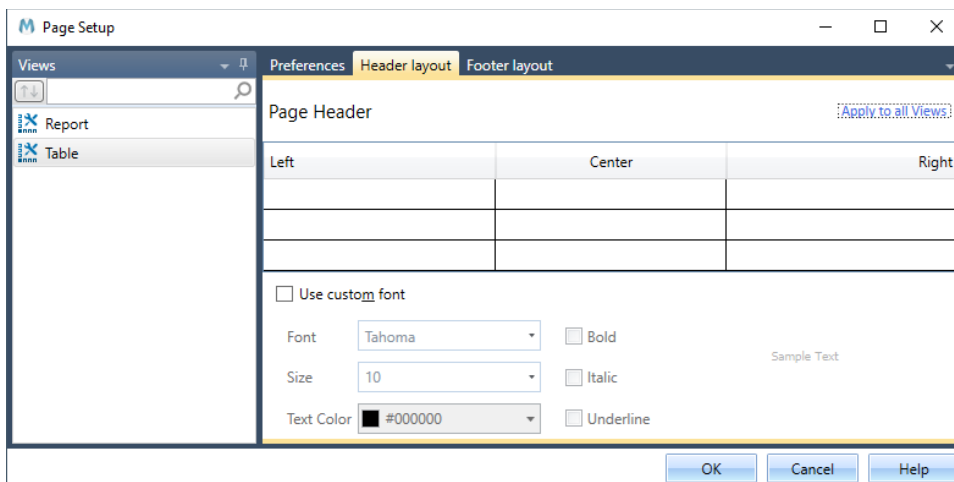 Page Setup
Views
Preferences Header layout Footer layout
Report
Table
Page Header
Apply to all Views
Left Center Right
Use custom font
Font Tahoma Bold
Size 10 Italic
Sample Text
Text Color #000000 Underline
OK Cancel Help